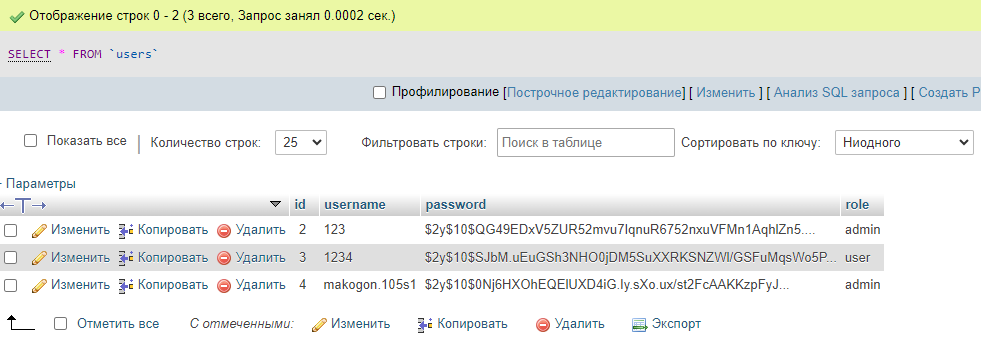 Отображение строк 0 - 2 (3 всего, Запрос занял 0.0002 сек.)
SELECT * FROM `users`
Профилирование [Построчное редактирование] [ Изменить ] [ Анализ SQL запроса ] [ Создать P
Показать все Количество строк: 25 Фильтровать строки: Поиск в таблице Сортировать по ключу: Ниодного
Параметры
id username password role
Изменить Копировать Удалить 2 123 $2y$10$QG49EDxV5ZUR52mvu7IqnuR6752nxuVFMn1AqhlZn5.... admin
Изменить Копировать Удалить 3 1234 $2y$10$SJbM.uEuGSh3NHO0jDM5SuXXRKSNZWl/GSFuMqsWo5P... user
Изменить Копировать Удалить 4 makogon.105s1 $2y$10$0Nj6HXOhEQElUXD4iG.ly.sXo.ux/st2FcAAKKzpFyJ... admin
Отметить все С отмеченными: Изменить Копировать Удалить Экспорт